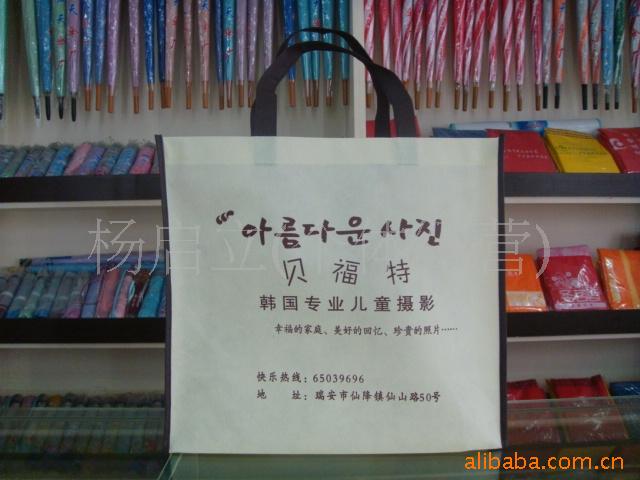 아름다운 사진
贝福特
韩国专业儿童摄影
幸福的家庭、美好的回忆、珍贵的照片……
快乐热线：65039696
地 址：瑞安市仙降镇仙山路50号
杨启立(
营)
alibaba.com.cn